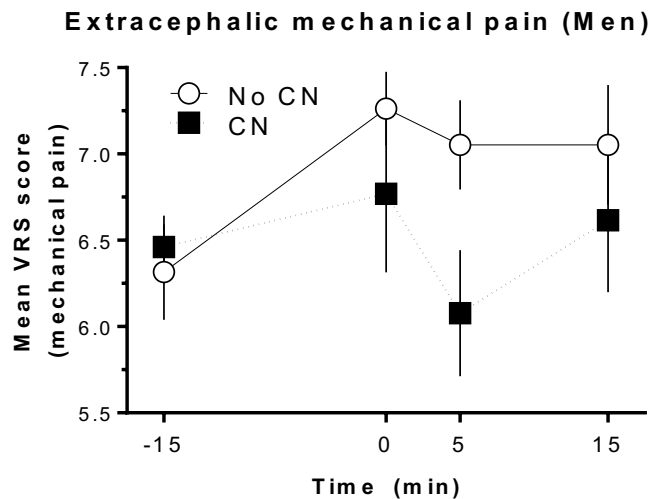 Extracephalic mechanical pain (Men)
7.5
No CN
CN
7.0
6.5
6.0
5.5
Mean VRS score
(mechanical pain)
-15
0
5
15
Time (min)